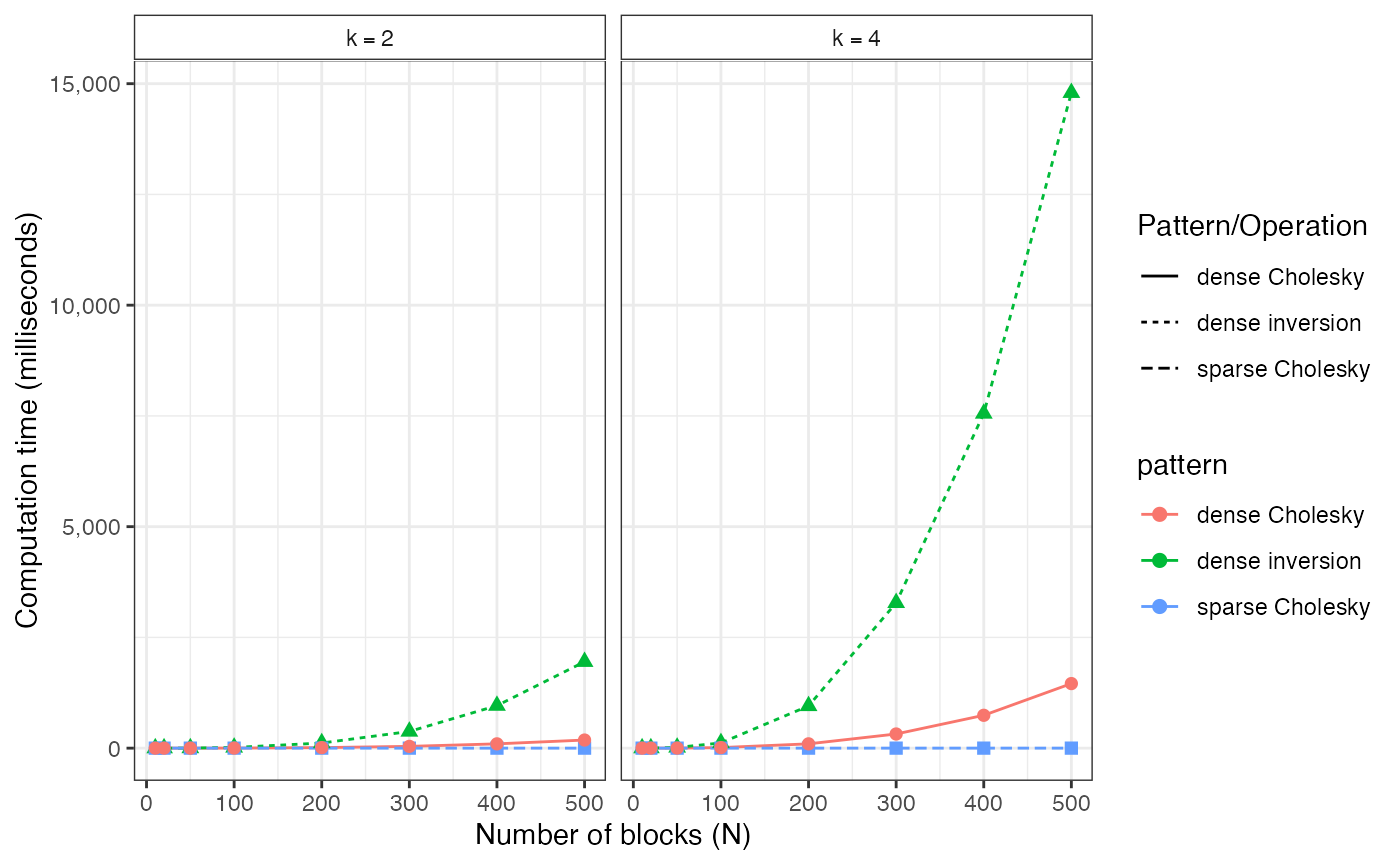 k = 2
k = 4
15,000
10,000
5,000
0
Computation time (milliseconds)
0 100 200 300 400 500
0 100 200 300 400 500
Number of blocks (N)
Pattern/Operation
dense Cholesky
dense inversion
sparse Cholesky
pattern
dense Cholesky
dense inversion
sparse Cholesky